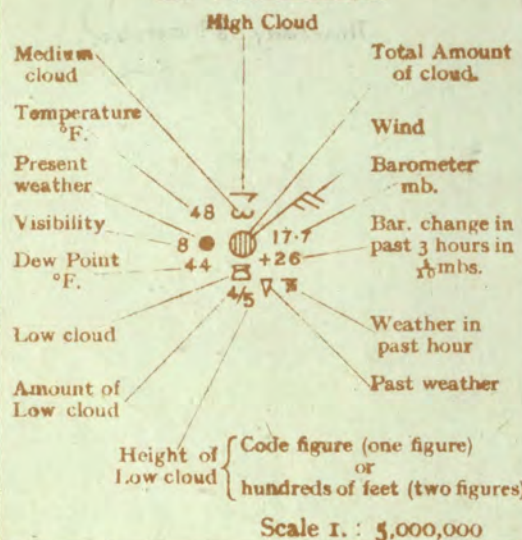 High Cloud
Medium
cloud
Total Amount
of cloud.
Temperature
°F.
Wind
Present
weather
Barometer
mb.
48
Visibility
8
17.7
Bar. change in
past 3 hours in
1/10 mbs.
Dew Point
°F.
44
+26
4/5
Low cloud
Weather in
past hour
Amount of
Low cloud
Past weather
Height of
Low cloud
Code figure (one figure)
or
hundreds of feet (two figures)
Scale 1. : 5,000,000